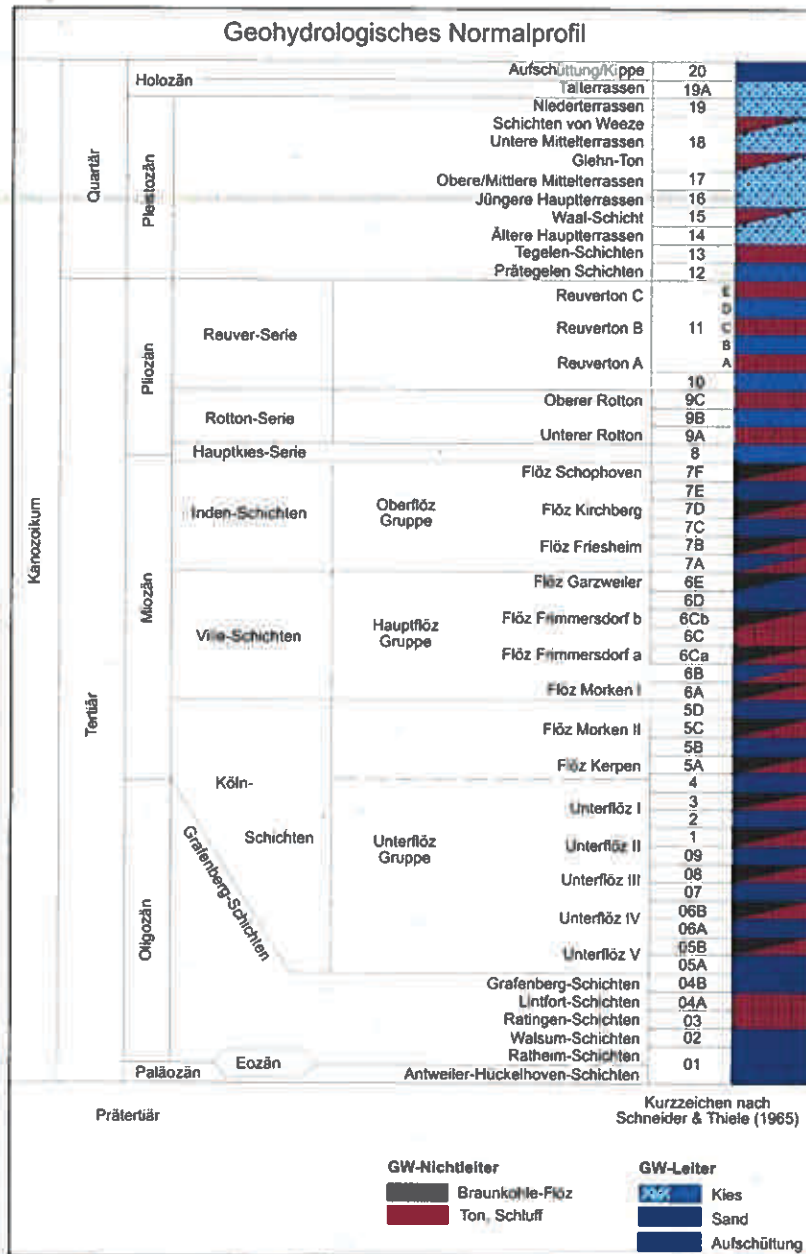 Geohydrologisches Normalprofil
Känozoikum
Quartär
Tertiär
Holozän
Pleistozän
Pliozän
Miozän
Oligozän
Paläozän
Eozän
Prätertiär
Reuver-Serie
Rotton-Serie
Hauptkies-Serie
Inden-Schichten
Ville-Schichten
Köln-
Schichten
Grafenberg-Schichten
Oberflöz
Gruppe
Hauptflöz
Gruppe
Unterflöz
Gruppe
Aufschüttung/Kippe 20
Talterrassen 19A
Niederterrassen 19
Schichten von Weeze
Untere Mittelterrassen 18
Glehn-Ton
Obere/Mittlere Mittelterrassen 17
Jüngere Hauptterrassen 16
Waal-Schicht 15
Ältere Hauptterrassen 14
Tegelen-Schichten 13
Prätegelen Schichten 12
Reuverton C E
D
Reuverton B 11 C
B
Reuverton A A
10
Oberer Rotton 9C
9B
Unterer Rotton 9A
8
Flöz Schophoven 7F
7E
Flöz Kirchberg 7D
7C
Flöz Friesheim 7B
7A
Flöz Garzweiler 6E
6D
Flöz Frimmersdorf b 6Cb
6C
Flöz Frimmersdorf a 6Ca
6B
Flöz Morken I 6A
5D
Flöz Morken II 5C
5B
Flöz Kerpen 5A
4
Unterflöz I 3
2
Unterflöz II 1
09
Unterflöz III 08
07
Unterflöz IV 06B
06A
Unterflöz V 05B
05A
Grafenberg-Schichten 04B
Lintfort-Schichten 04A
Ratingen-Schichten 03
Walsum-Schichten 02
Ratheim-Schichten
01
Antweiler-Hückelhoven-Schichten
Kurzzeichen nach
Schneider & Thiele (1965)
GW-Nichtleiter
Braunkohle-Flöz
Ton, Schluff
GW-Leiter
Kies
Sand
Aufschüttung